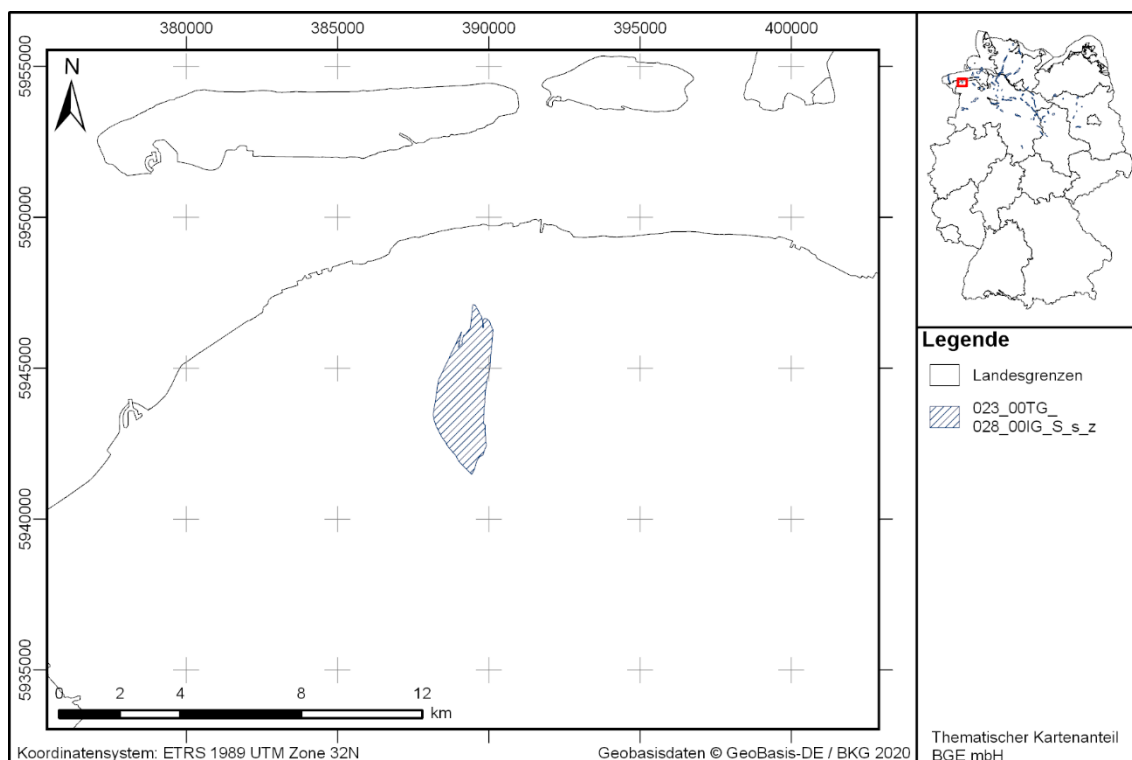 380000 385000 390000 395000 400000
5955000
5950000
5945000
5940000
5935000
N
0 2 4 8 12
km
Koordinatensystem: ETRS 1989 UTM Zone 32N
Geobasisdaten © GeoBasis-DE / BKG 2020
Legende
Landesgrenzen
023_00TG_
028_00IG_S_s_z
Thematischer Kartenanteil
BGE mbH